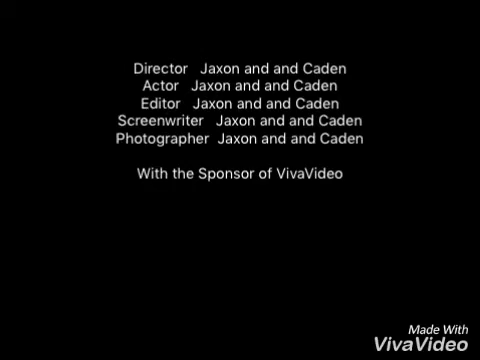 Director Jaxon and and Caden
Actor Jaxon and and Caden
Editor Jaxon and and Caden
Screenwriter Jaxon and and Caden
Photographer Jaxon and and Caden
With the Sponsor of VivaVideo
Made With
VivaVideo